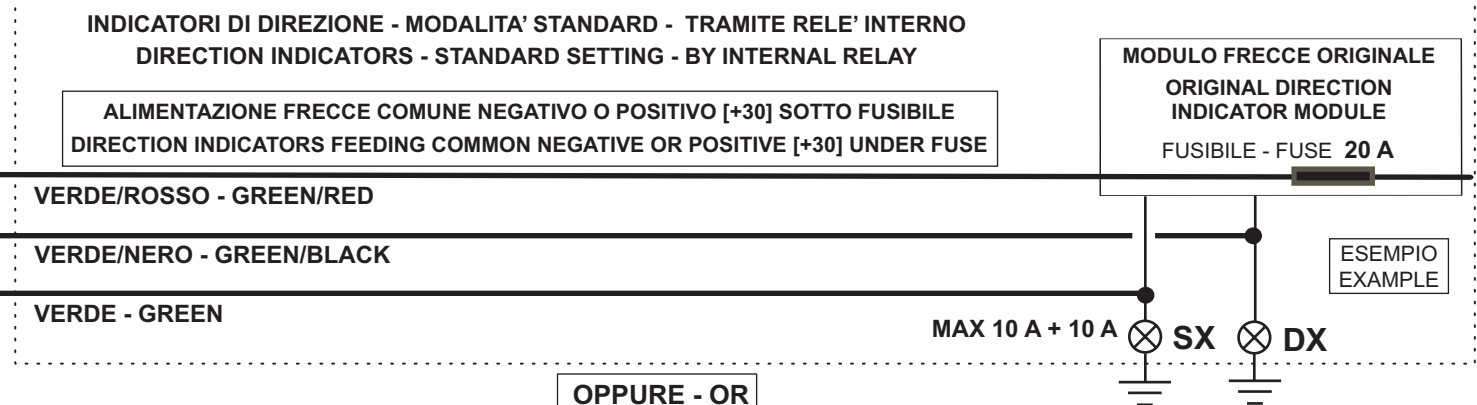 INDICATORI DI DIREZIONE - MODALITA' STANDARD - TRAMITE RELE' INTERNO
DIRECTION INDICATORS - STANDARD SETTING - BY INTERNAL RELAY
ALIMENTAZIONE FRECCE COMUNE NEGATIVO O POSITIVO [+30] SOTTO FUSIBILE
DIRECTION INDICATORS FEEDING COMMON NEGATIVE OR POSITIVE [+30] UNDER FUSE
MODULO FRECCE ORIGINALE
ORIGINAL DIRECTION
INDICATOR MODULE
FUSIBILE - FUSE 20 A
VERDE/ROSSO - GREEN/RED
VERDE/NERO - GREEN/BLACK
ESEMPIO
EXAMPLE
VERDE - GREEN
MAX 10 A + 10 A
SX
DX
OPPURE - OR